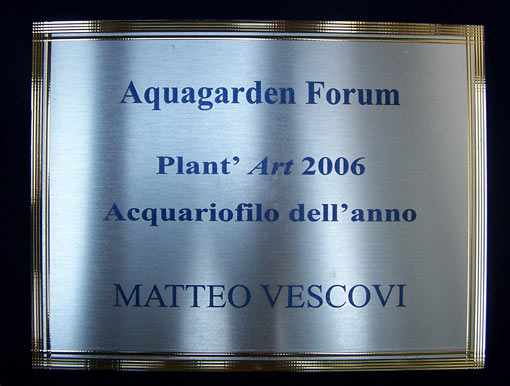 Aquagarden Forum
Plant’ Art 2006
Acquariofilo dell’anno
MATTEO VESCOVI